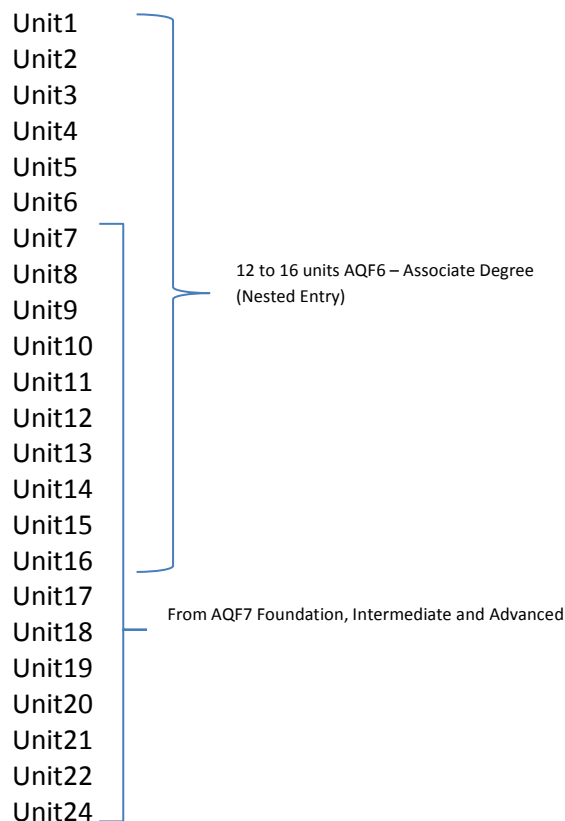 Unit1
Unit2
Unit3
Unit4
Unit5
Unit6
Unit7
Unit8
Unit9
Unit10
Unit11
Unit12
Unit13
Unit14
Unit15
Unit16
Unit17
Unit18
Unit19
Unit20
Unit21
Unit22
Unit24
12 to 16 units AQF6 – Associate Degree
(Nested Entry)
From AQF7 Foundation, Intermediate and Advanced